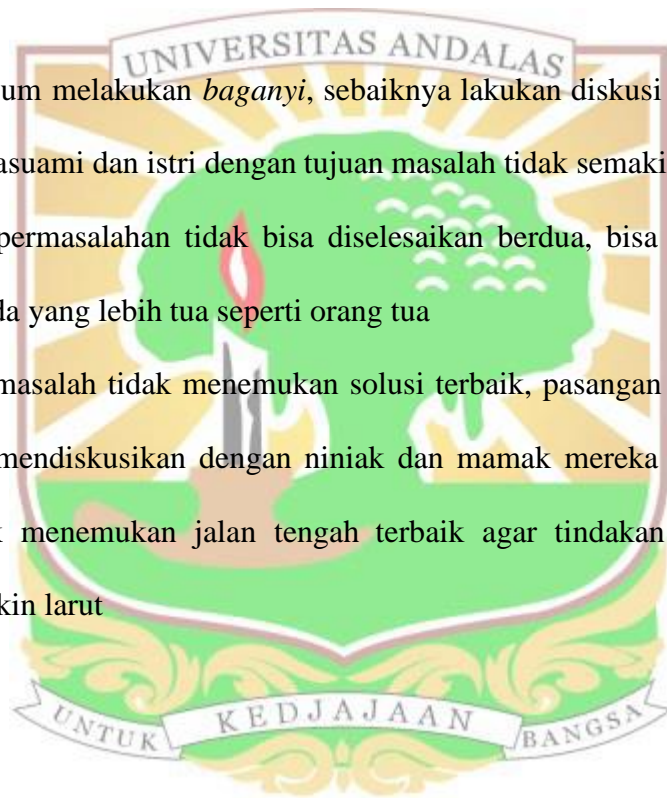 UNIVERSITAS ANDALAS
um melakukan baganyi, sebaiknya lakukan diskusi
asuami dan istri dengan tujuan masalah tidak semaki
permasalahan tidak bisa diselesaikan berdua, bisa
da yang lebih tua seperti orang tua
masalah tidak menemukan solusi terbaik, pasangan
mendiskusikan dengan niniak dan mamak mereka
k menemukan jalan tengah terbaik agar tindakan
kin larut
UNTUK KEDJAJAAN BANGSA